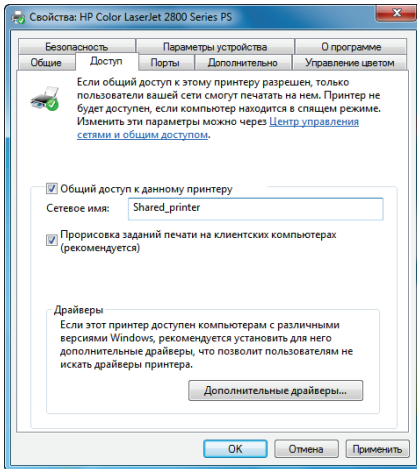 Свойства: HP Color LaserJet 2800 Series PS
Безопасность Параметры устройства О программе
Общие Доступ Порты Дополнительно Управление цветом
Если общий доступ к этому принтеру разрешен, только
пользователи вашей сети смогут печатать на нем. Принтер не
будет доступен, если компьютер находится в спящем режиме.
Изменить эти параметры можно через Центр управления
сетями и общим доступом.
Общий доступ к данному принтеру
Сетевое имя: Shared_printer
Прорисовка заданий печати на клиентских компьютерах
(рекомендуется)
Драйверы
Если этот принтер доступен компьютерам с различными
версиями Windows, рекомендуется установить для него
дополнительные драйверы, что позволит пользователям не
искать драйверы принтера.
Дополнительные драйверы...
OK Отмена Применить